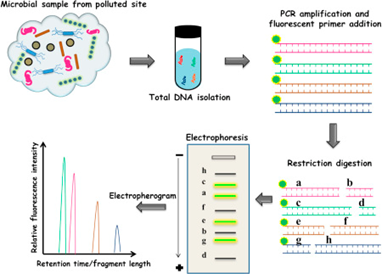 Microbial sample from polluted site
Total DNA isolation
PCR amplification and
fluorescent primer addition
Restriction digestion
a b
c d
e f
g h
Electrophoresis
−
h
c
a
f
e
b
g
d
+
Electropherogram
Relative fluorescence intensity
Retention time/fragment length